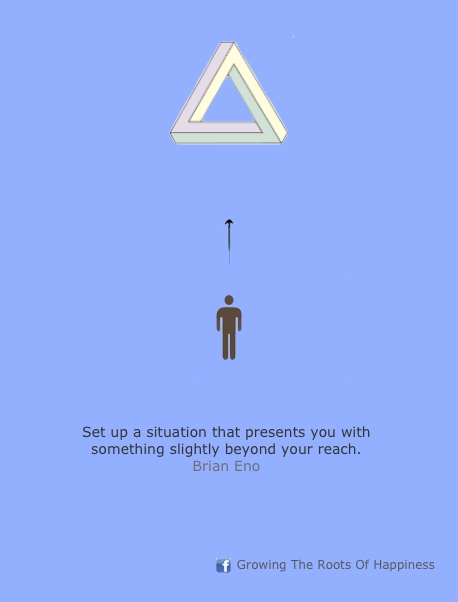 Set up a situation that presents you with
something slightly beyond your reach.
Brian Eno
f Growing The Roots Of Happiness